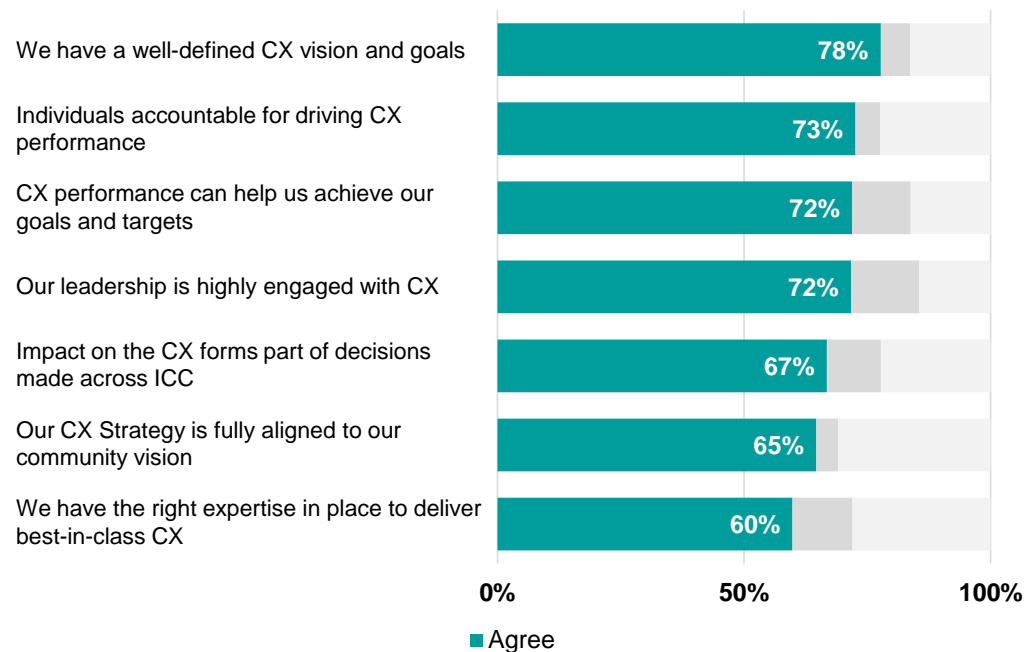 We have a well-defined CX vision and goals
78%
Individuals accountable for driving CX
performance
73%
CX performance can help us achieve our
goals and targets
72%
Our leadership is highly engaged with CX
72%
Impact on the CX forms part of decisions
made across ICC
67%
Our CX Strategy is fully aligned to our
community vision
65%
We have the right expertise in place to deliver
best-in-class CX
60%
0% 50% 100%
Agree